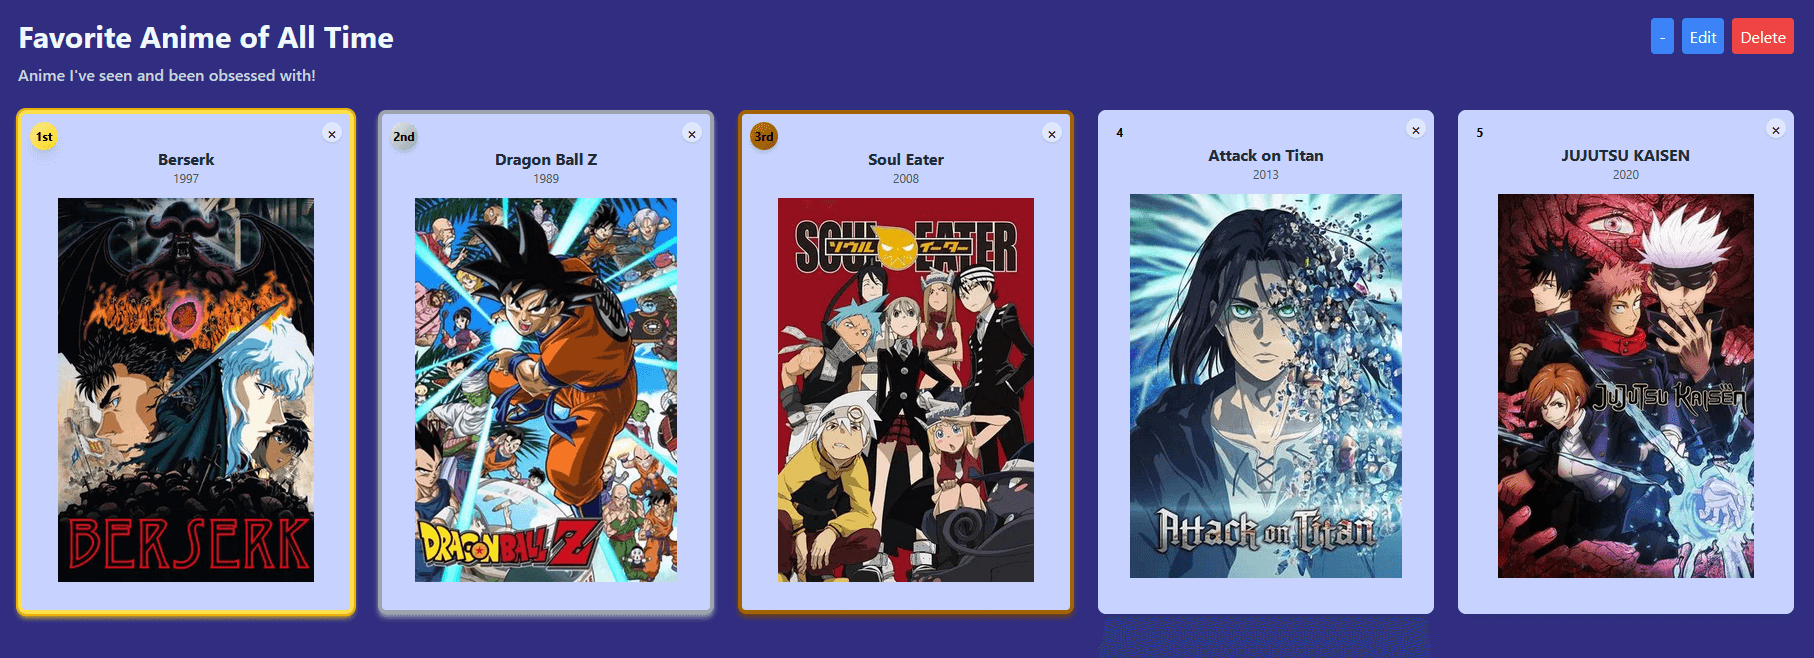 Favorite Anime of All Time
- Edit Delete
Anime I've seen and been obsessed with!
1st
×
Berserk
1997
BERSERK
2nd
×
Dragon Ball Z
1989
DRAGON BALL Z
3rd
×
Soul Eater
2008
SOUL EATER
ソウル イーター
4
×
Attack on Titan
2013
Attack on Titan
5
×
JUJUTSU KAISEN
2020
JUJUTSU KAISEN